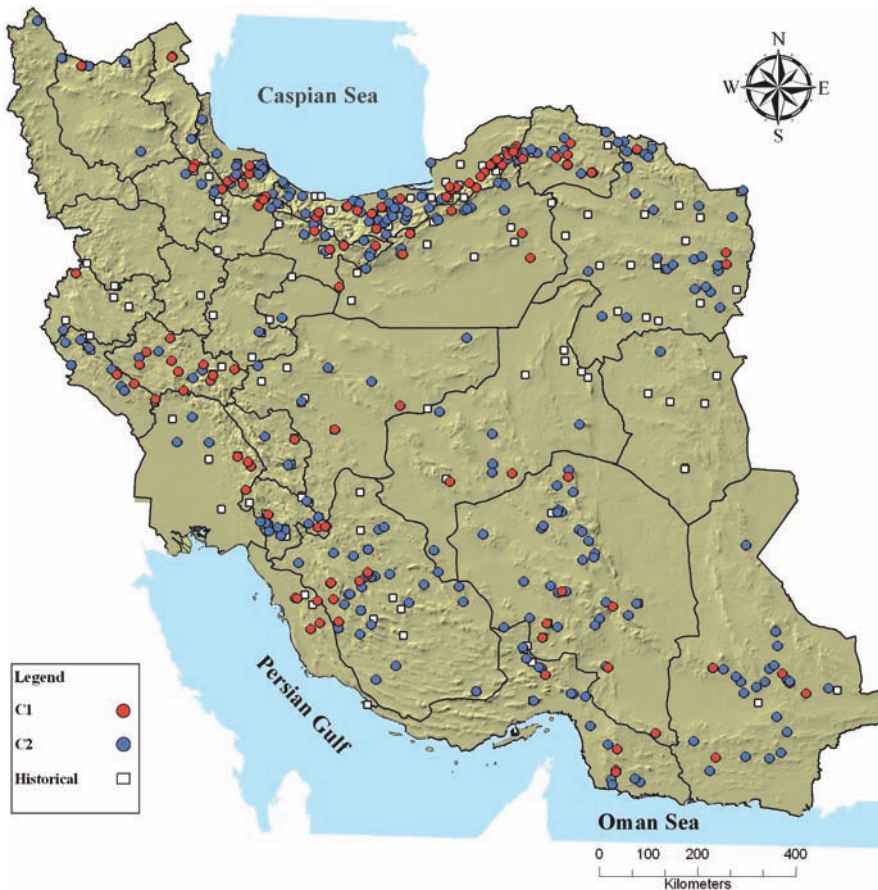 N
W E
S
Caspian Sea
Persian Gulf
Legend
C1
C2
Historical
Oman Sea
0 100 200 400
Kilometers